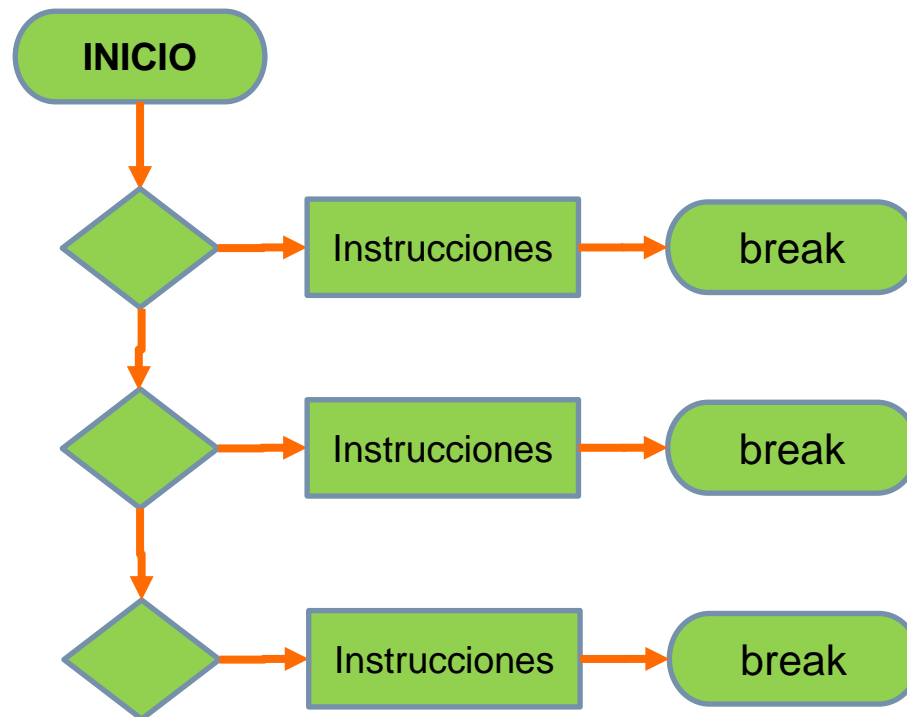 INICIO
Instrucciones
break
Instrucciones
break
Instrucciones
break